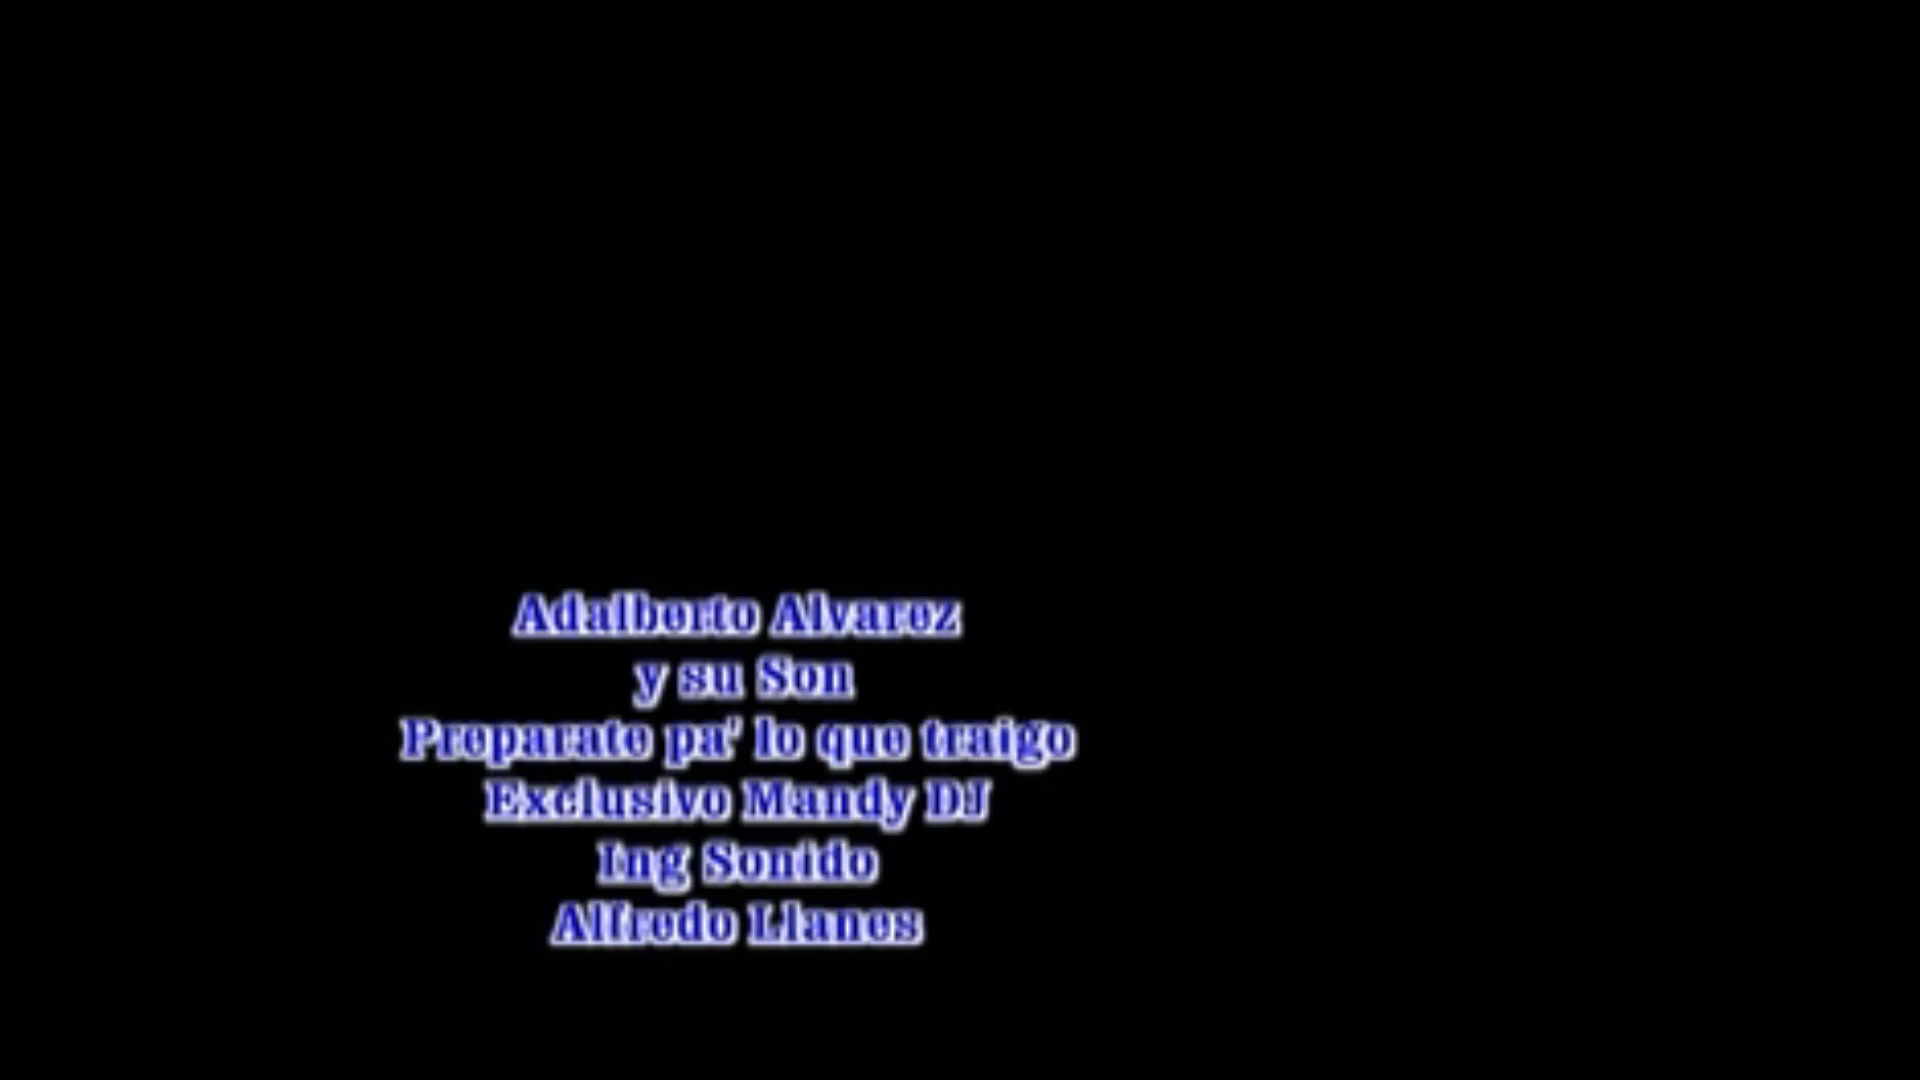 Adalberto Alvarez
y su Son
Preparate pa' lo que traigo
Exclusivo Mandy DJ
Ing Sonido
Alfredo Llanes